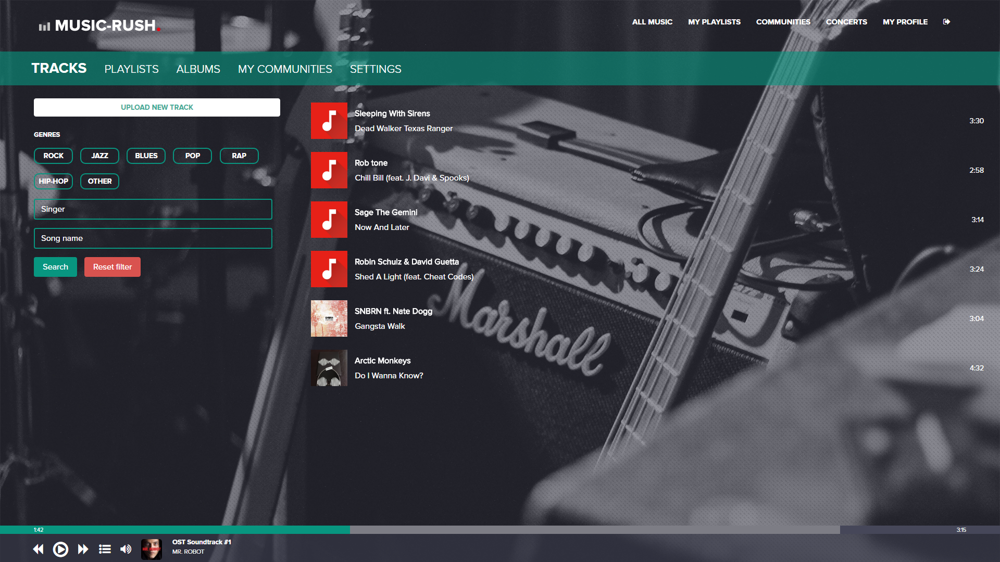 MUSIC-RUSH.
ALL MUSIC MY PLAYLISTS COMMUNITIES CONCERTS MY PROFILE
TRACKS PLAYLISTS ALBUMS MY COMMUNITIES SETTINGS
UPLOAD NEW TRACK
GENRES
ROCK JAZZ BLUES POP RAP
HIP-HOP OTHER
Singer
Song name
Search Reset filter
Sleeping With Sirens
Dead Walker Texas Ranger
3:30
Rob tone
Chill Bill (feat. J. Davi & Spooks)
2:58
Sage The Gemini
Now And Later
3:14
Robin Schulz & David Guetta
Shed A Light (feat. Cheat Codes)
3:24
SNBRN ft. Nate Dogg
Gangsta Walk
3:04
Arctic Monkeys
Do I Wanna Know?
4:32
Marshall
1:42 3:15
OST Soundtrack #1
MR. ROBOT